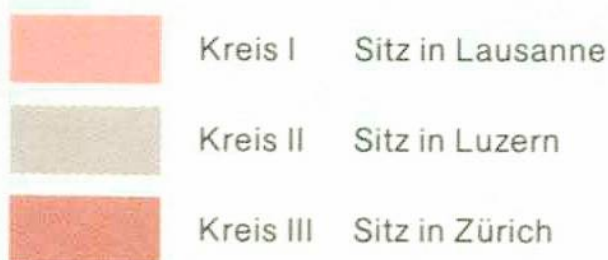 Kreis I Sitz in Lausanne
Kreis II Sitz in Luzern
Kreis III Sitz in Zürich